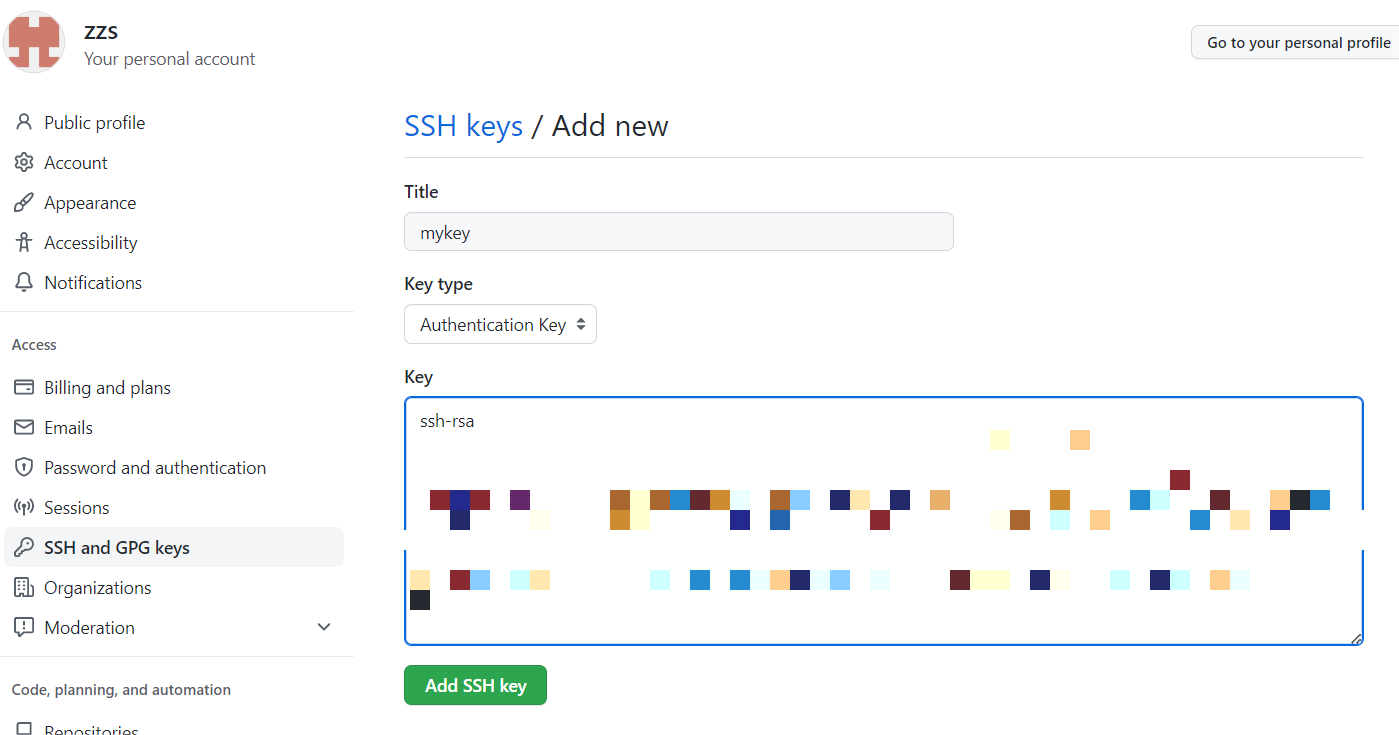 ZZS
Your personal account
Go to your personal profile
Public profile
Account
Appearance
Accessibility
Notifications
Access
Billing and plans
Emails
Password and authentication
Sessions
SSH and GPG keys
Organizations
Moderation
Code, planning, and automation
Repositories
SSH keys / Add new
Title
mykey
Key type
Authentication Key
Key
ssh-rsa
Add SSH key